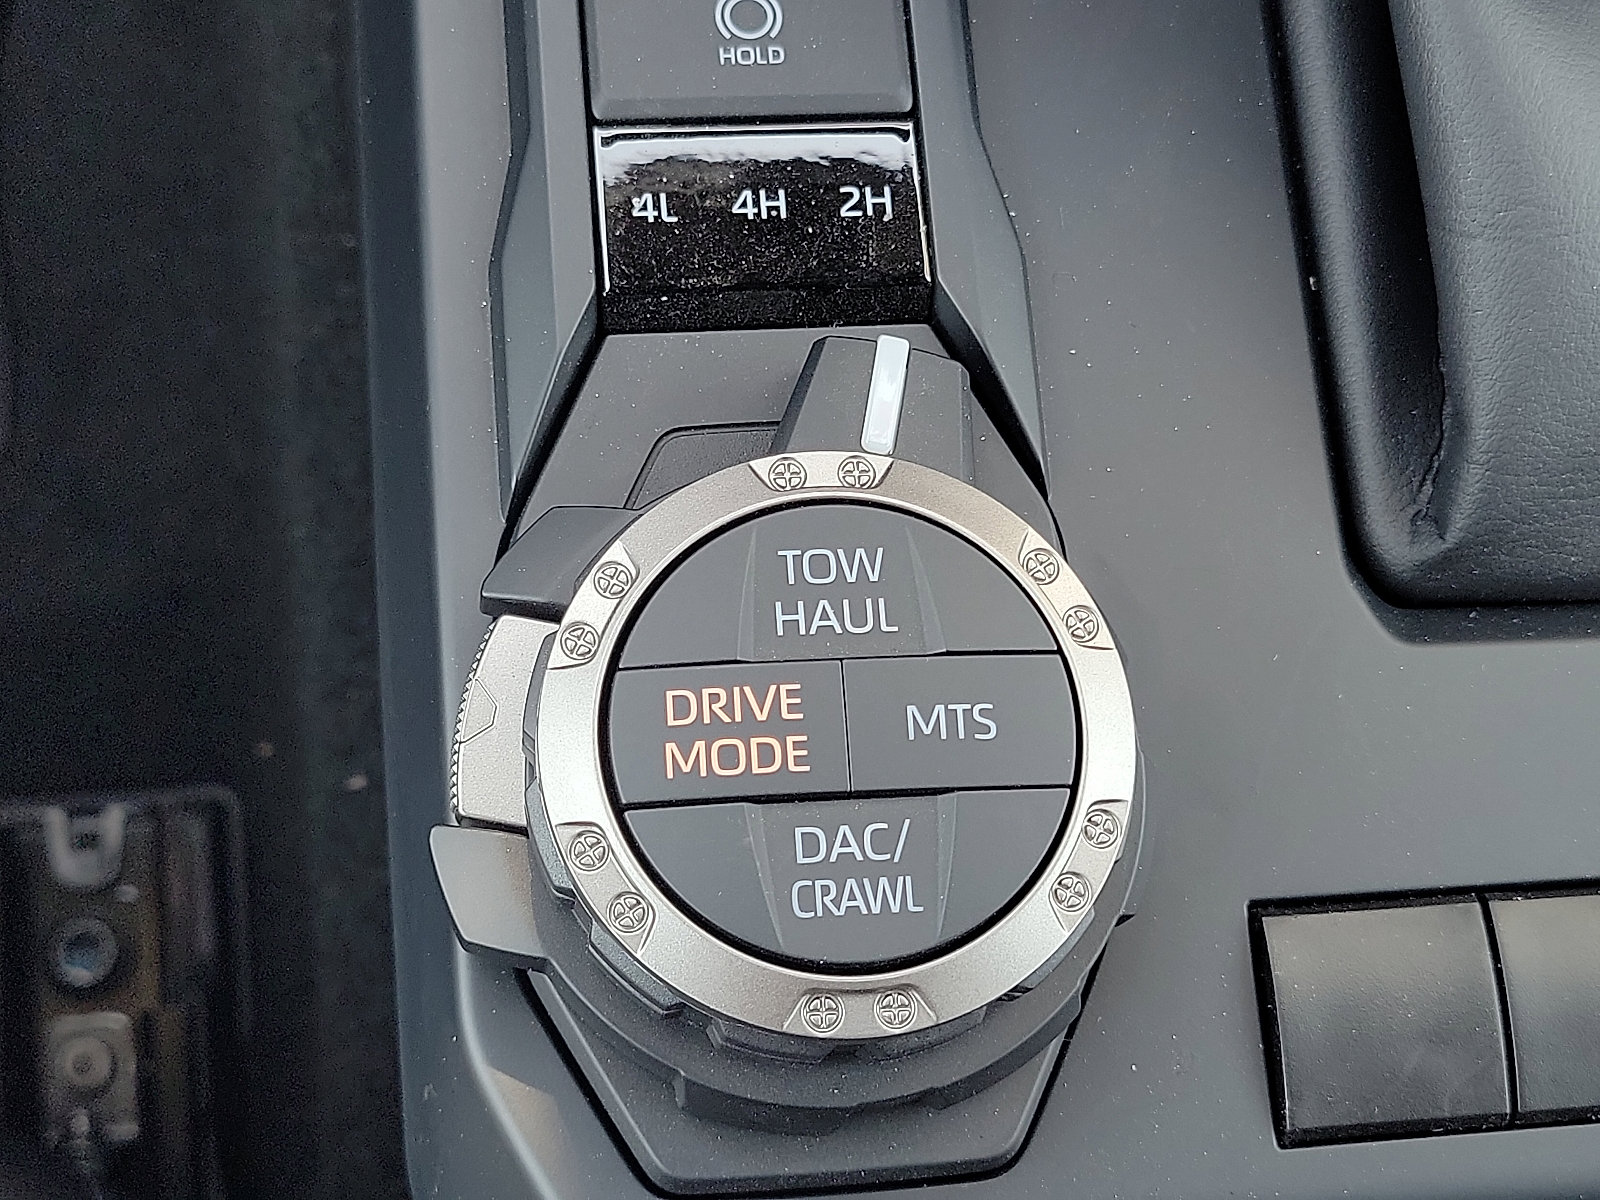 HOLD
4L 4H 2H
TOW
HAUL
DRIVE
MODE
MTS
DAC/
CRAWL